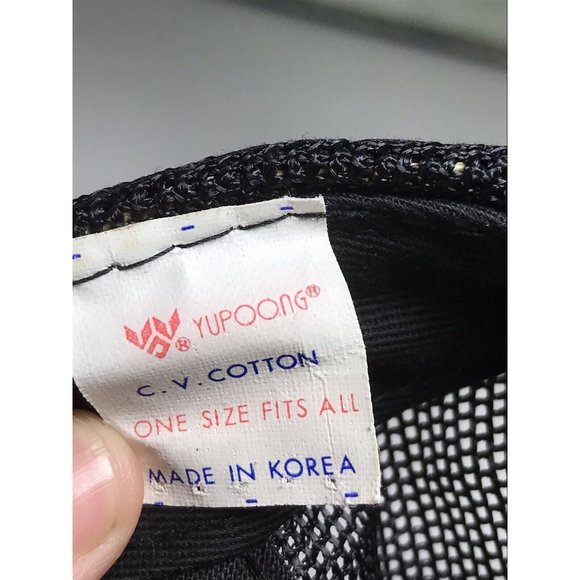 YUPOONG®
®
C.V.COTTON
ONE SIZE FITS ALL
MADE IN KOREA